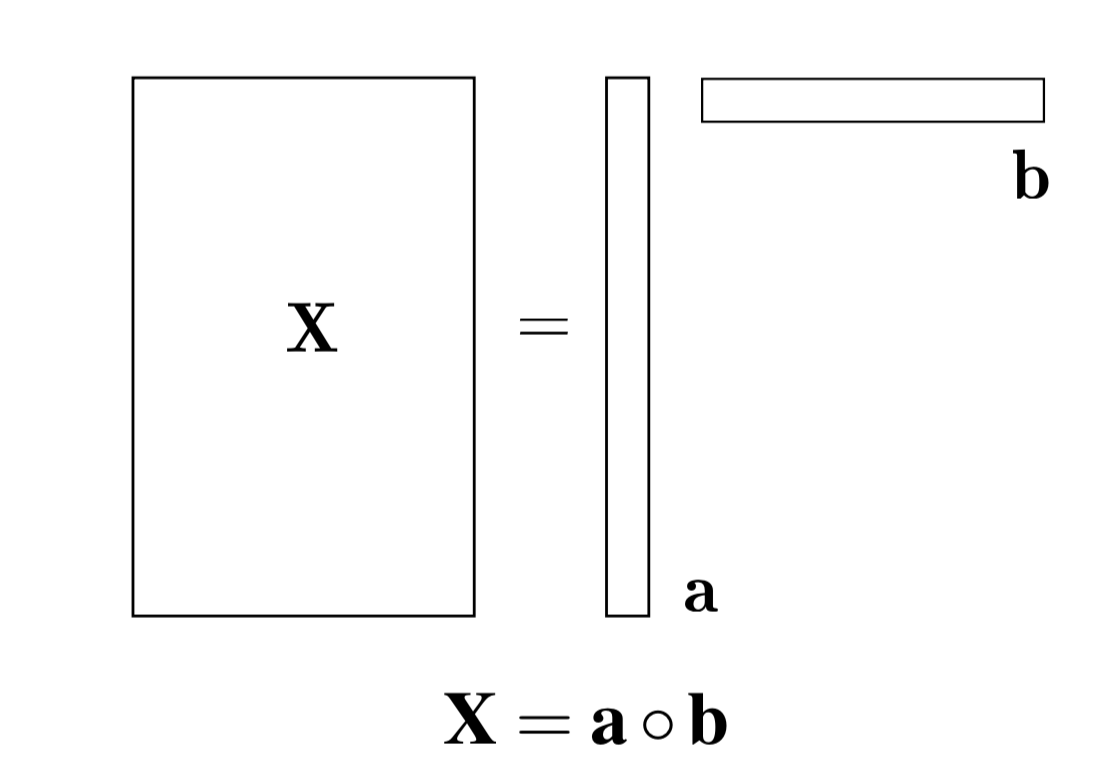 b
X =
a
X = a ∘ b